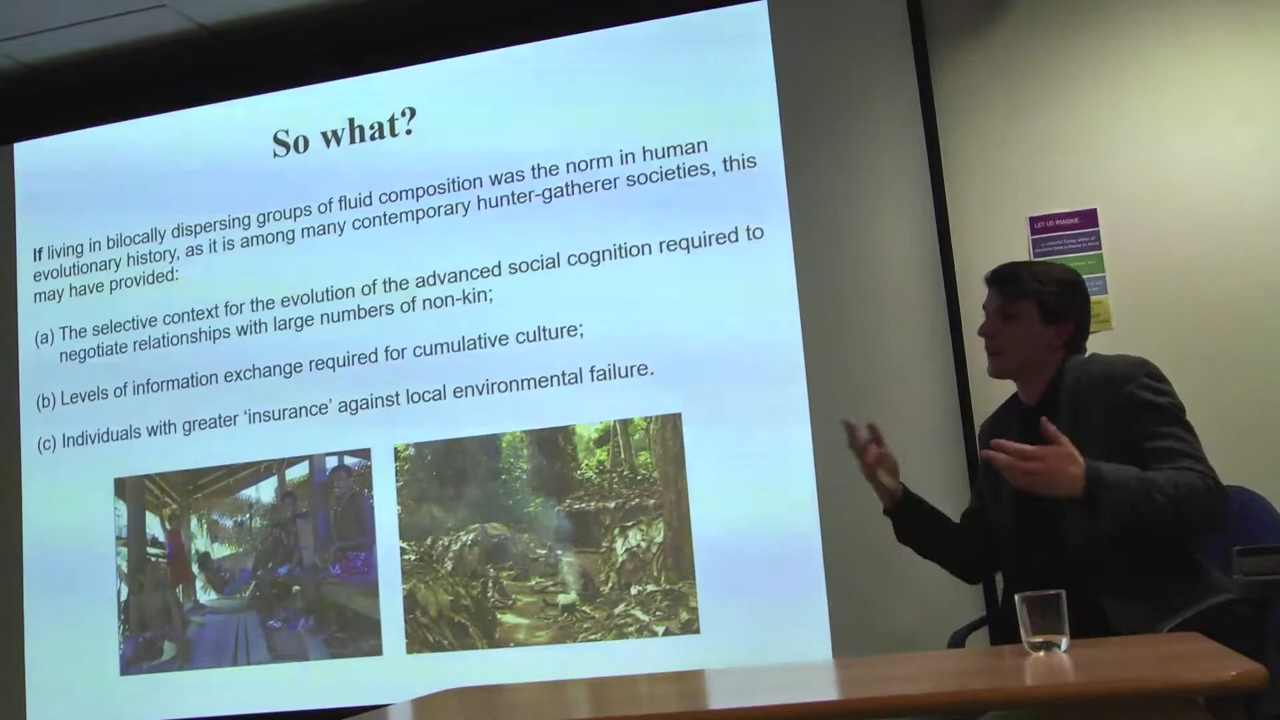 So what?
If living in bilocally dispersing groups of fluid composition was the norm in human
evolutionary history, as it is among many contemporary hunter-gatherer societies, this
may have provided:
(a) The selective context for the evolution of the advanced social cognition required to
negotiate relationships with large numbers of non-kin;
(b) Levels of information exchange required for cumulative culture;
(c) Individuals with greater ‘insurance’ against local environmental failure.
LET US IMAGINE